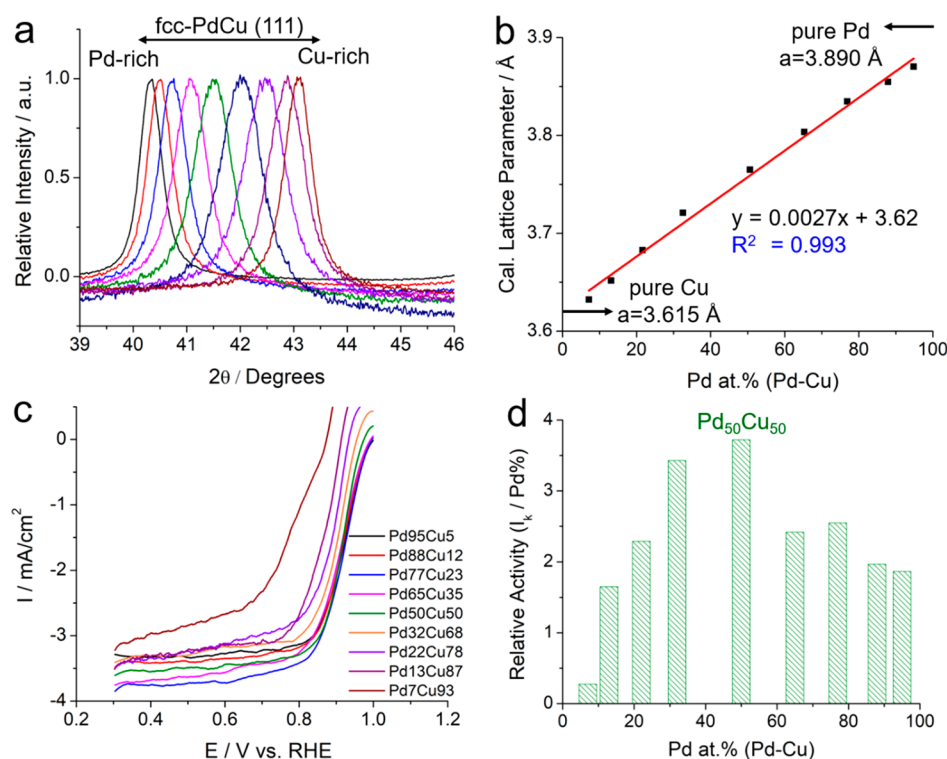 a
fcc-PdCu (111)
Pd-rich
Cu-rich
Relative Intensity / a.u.
1.0
0.5
0.0
39 40 41 42 43 44 45 46
2θ / Degrees
b
Cal. Lattice Parameter / Å
3.9
3.8
3.7
3.6
pure Pd
a=3.890 Å
y = 0.0027x + 3.62
R² = 0.993
pure Cu
a=3.615 Å
0 20 40 60 80 100
Pd at.% (Pd-Cu)
c
I / mA/cm²
0
-1
-2
-3
-4
Pd95Cu5
Pd88Cu12
Pd77Cu23
Pd65Cu35
Pd50Cu50
Pd32Cu68
Pd22Cu78
Pd13Cu87
Pd7Cu93
0.2 0.4 0.6 0.8 1.0 1.2
E / V vs. RHE
d
Pd₅₀Cu₅₀
Relative Activity (Iₖ / Pd%)
4
3
2
1
0
0 20 40 60 80 100
Pd at.% (Pd-Cu)